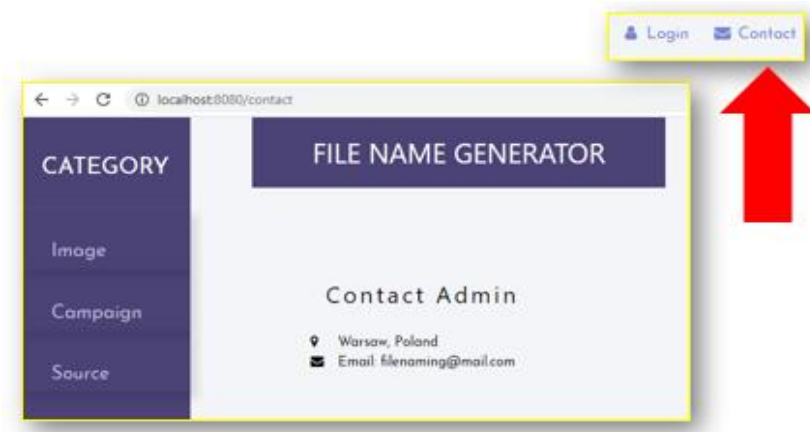 Login Contact
localhost:8080/contact
CATEGORY
FILE NAME GENERATOR
Image
Campaign
Source
Contact Admin
Warsaw, Poland
Email: filenaming@mail.com